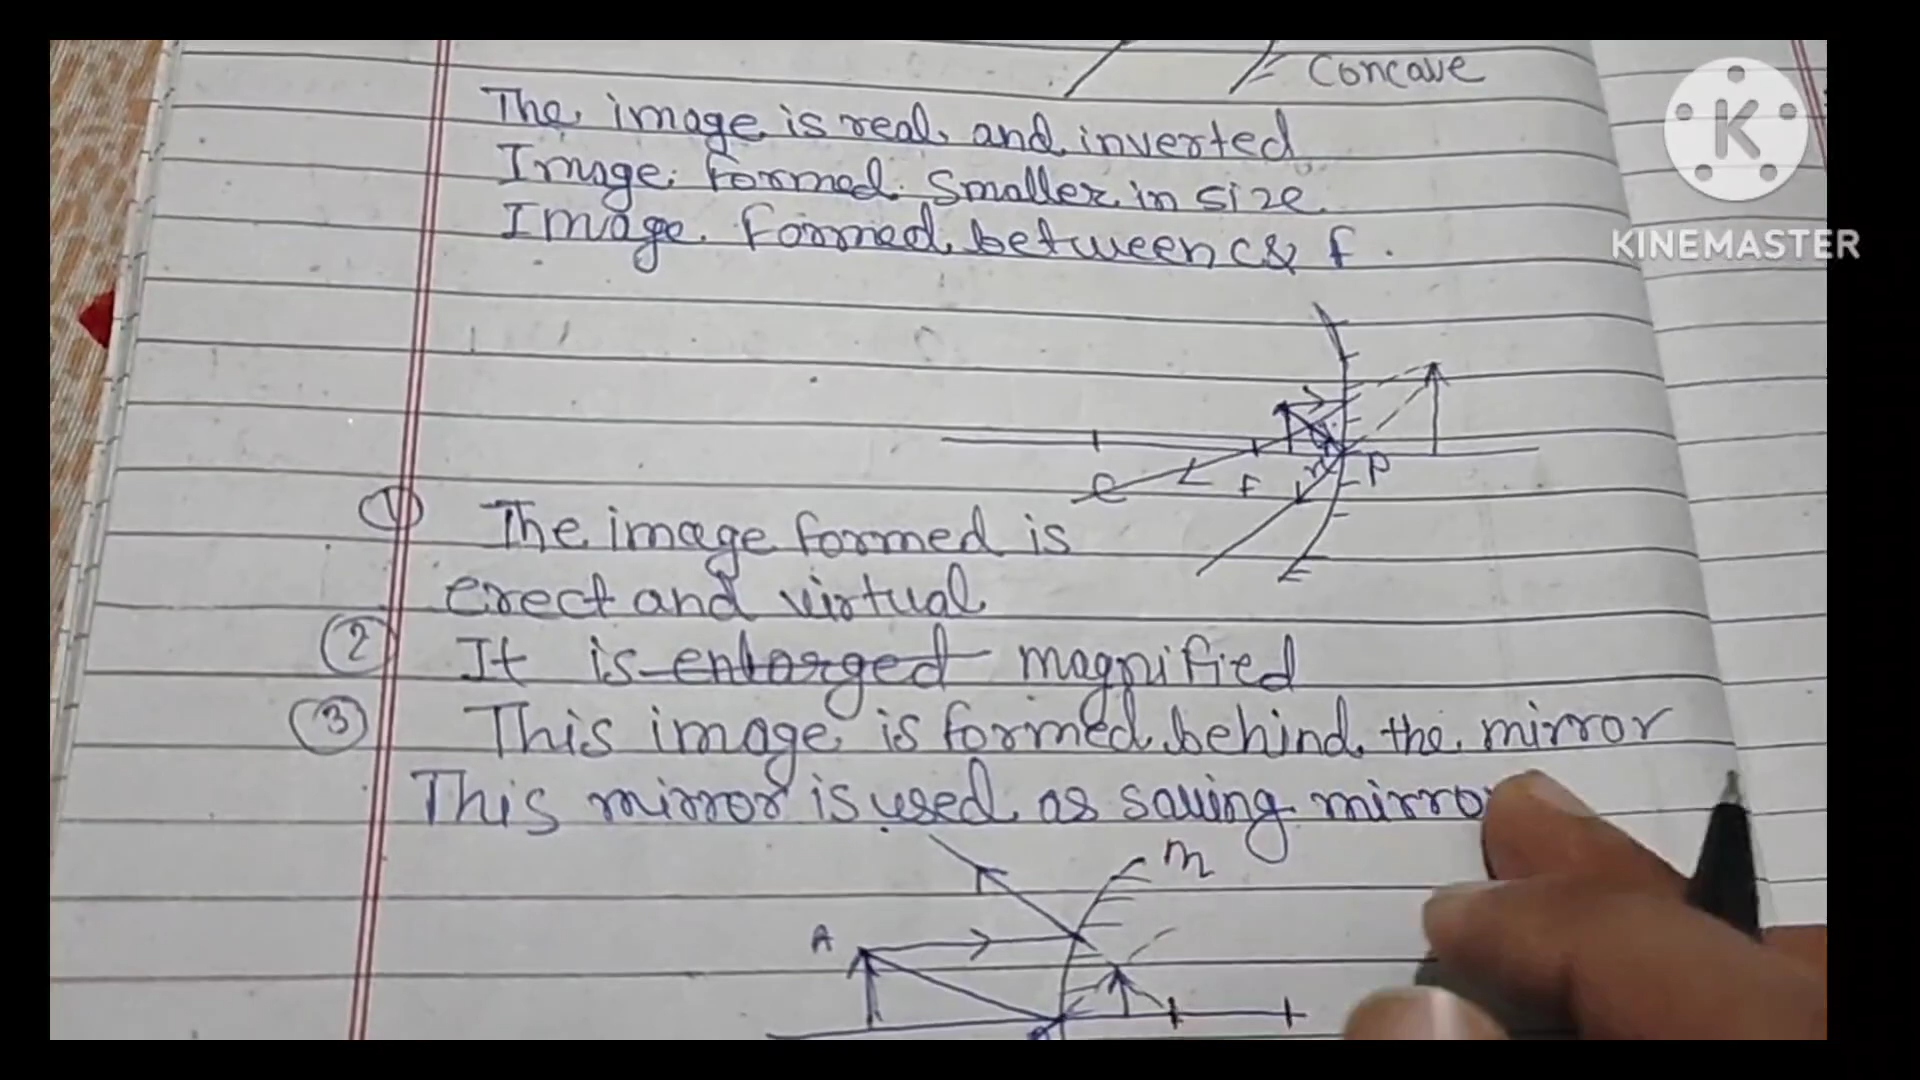 Concave
The image is real and inverted
Image formed smaller in size
Image formed between C & F.
C F r P
① The image formed is
erect and virtual
② It is enlarged magnified
③ This image is formed behind the mirror
This mirror is used as saving mirror
m
A
K
KINEMASTER